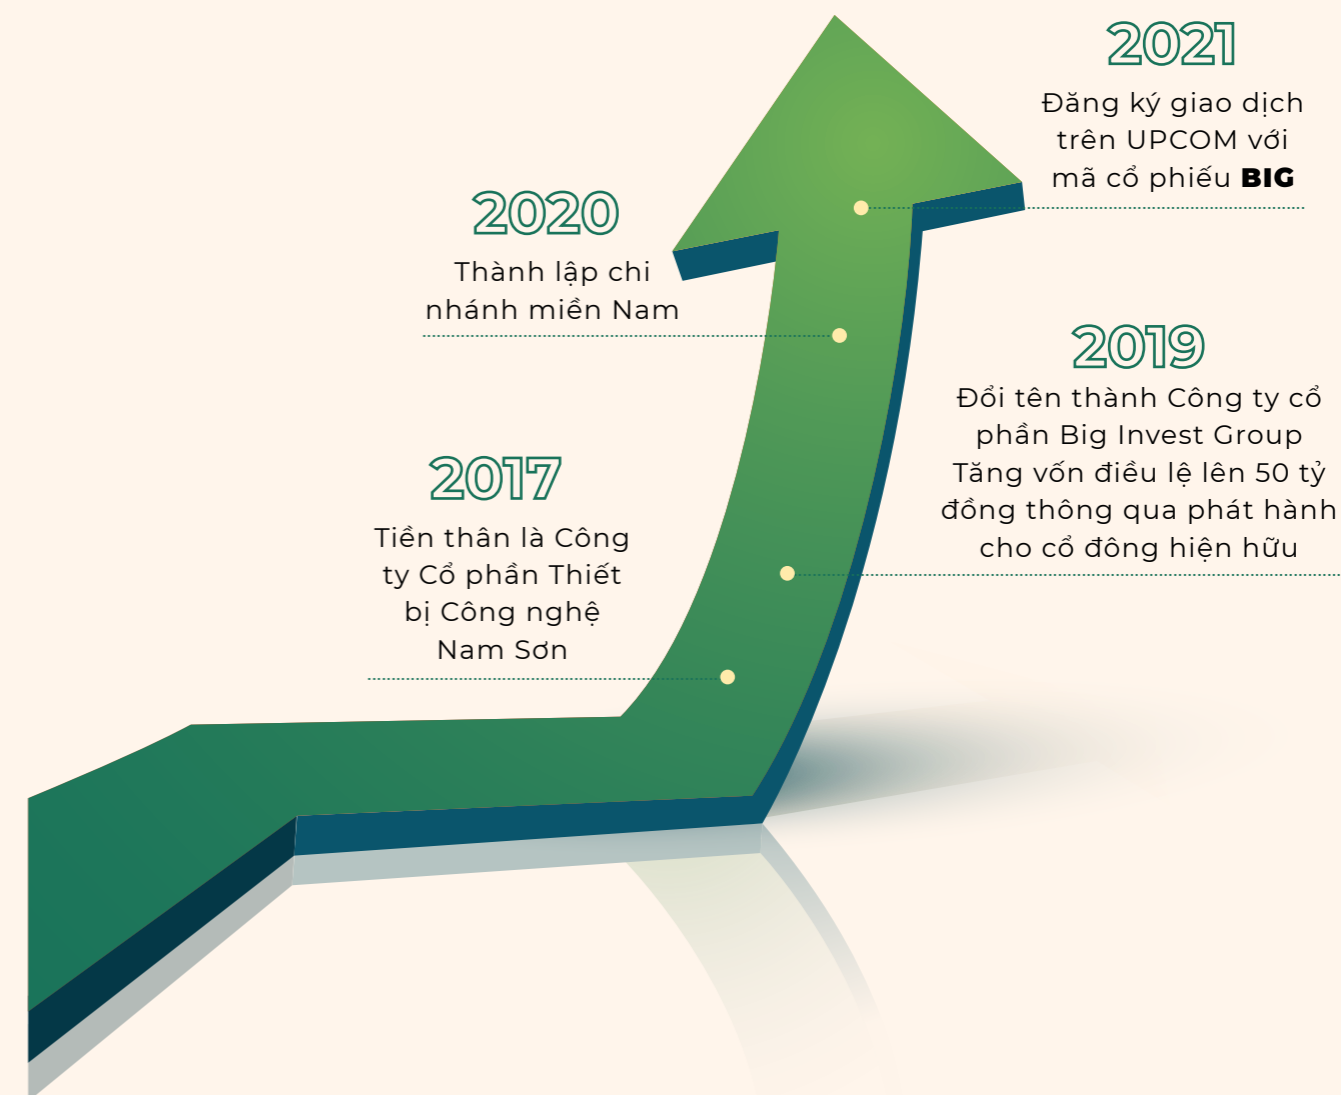 2021
Đăng ký giao dịch
trên UPCOM với
mã cổ phiếu BIG
2020
Thành lập chi
nhánh miền Nam
2019
Đổi tên thành Công ty cổ
phần Big Invest Group
Tăng vốn điều lệ lên 50 tỷ
đồng thông qua phát hành
cho cổ đông hiện hữu
2017
Tiền thân là Công
ty Cổ phần Thiết
bị Công nghệ
Nam Sơn